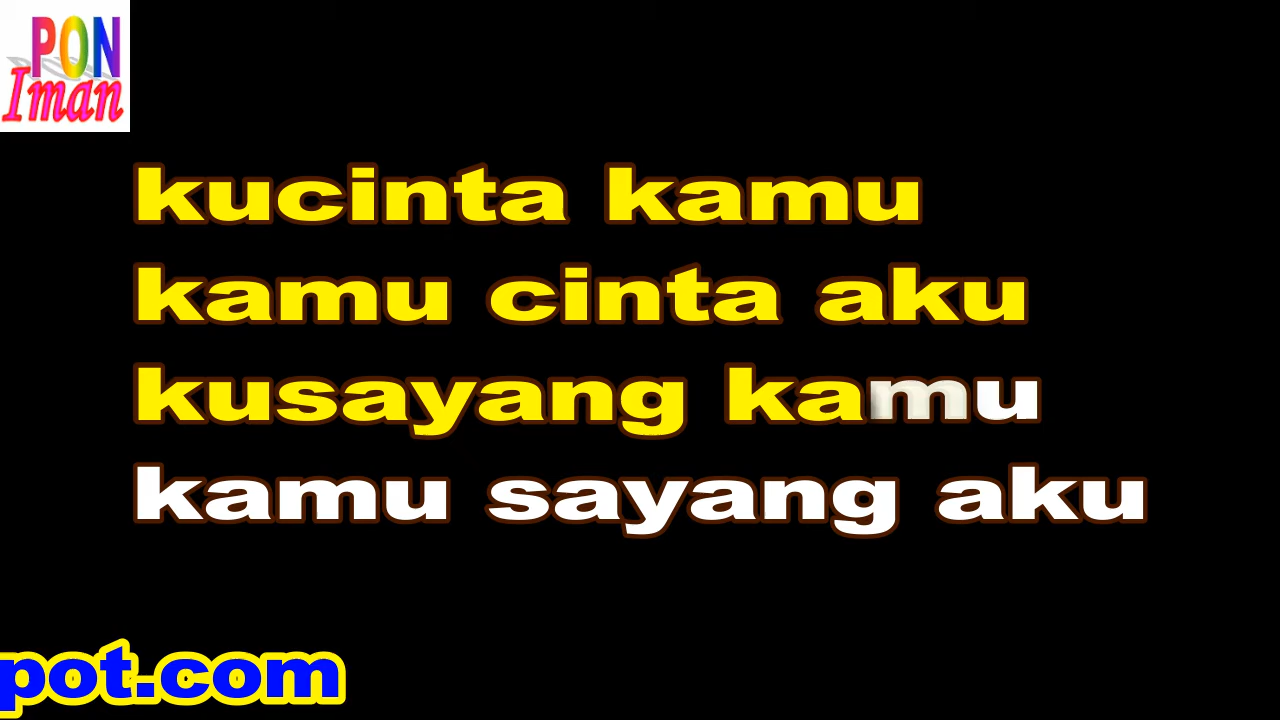 PON
Iman
kucinta kamu
kamu cinta aku
kusayang kamu
kamu sayang aku
pot.com